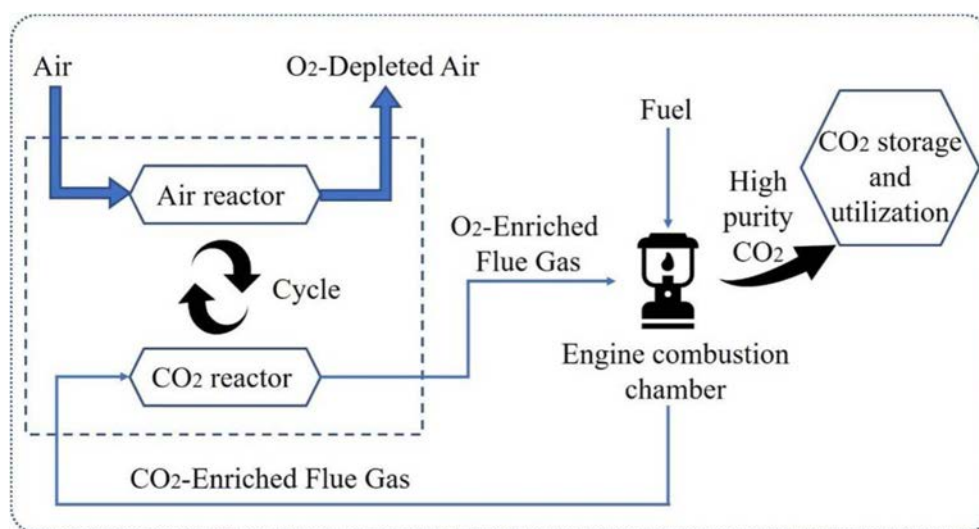 Air
O2-Depleted Air
Air reactor
Cycle
CO2 reactor
CO2-Enriched Flue Gas
O2-Enriched
Flue Gas
Fuel
Engine combustion
chamber
High
purity
CO2
CO2 storage
and
utilization